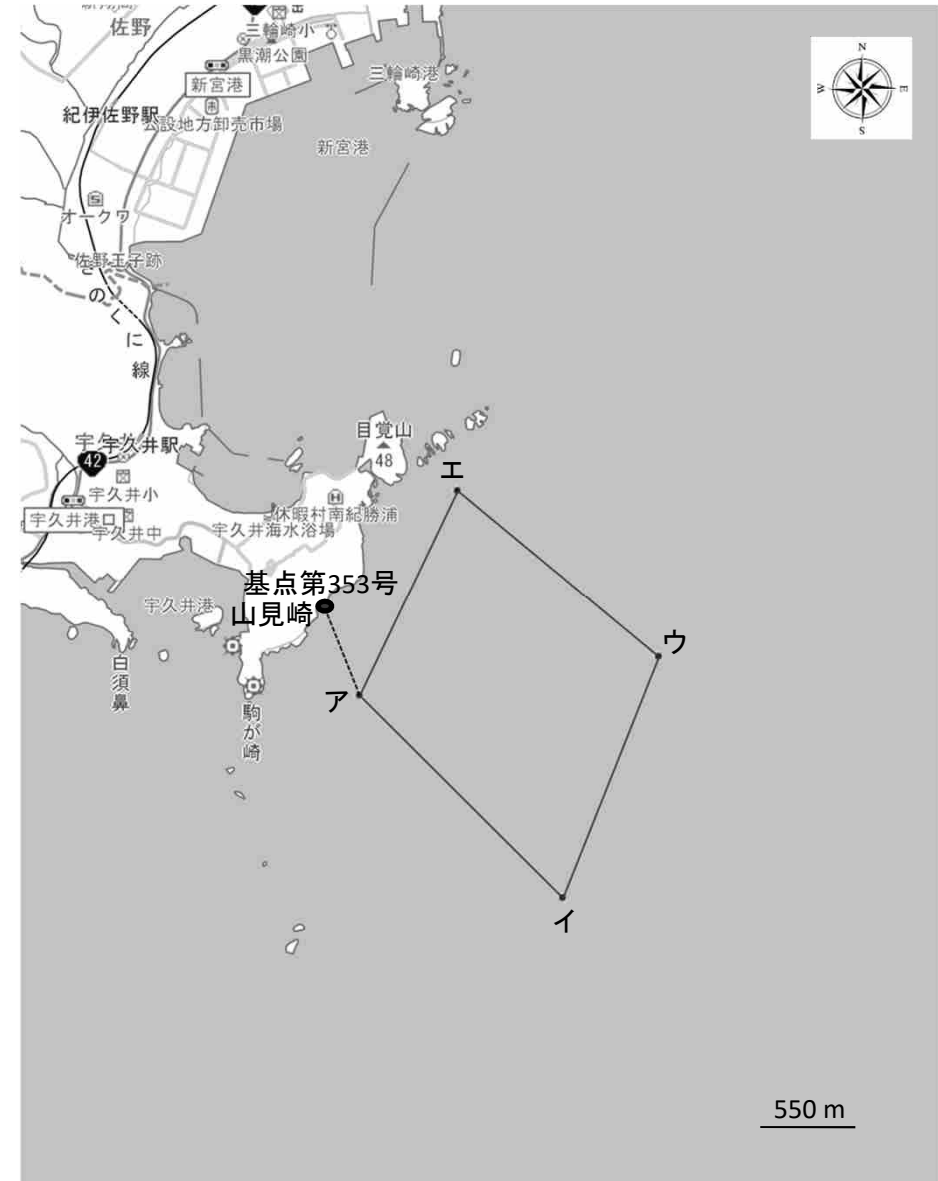 佐野
三輪崎小
黒潮公園
三輪崎港
新宮港
紀伊佐野駅
公設地方卸売市場
新宮港
オークワ
佐野王子跡
きのくに線
N
W
E
S
目覚山
48
エ
宇久井駅
42
宇久井小
宇久井港口
宇久井中
休暇村南紀勝浦
宇久井海水浴場
基点第353号
山見崎
宇久井港
ウ
ア
白須鼻
駒が崎
イ
550 m